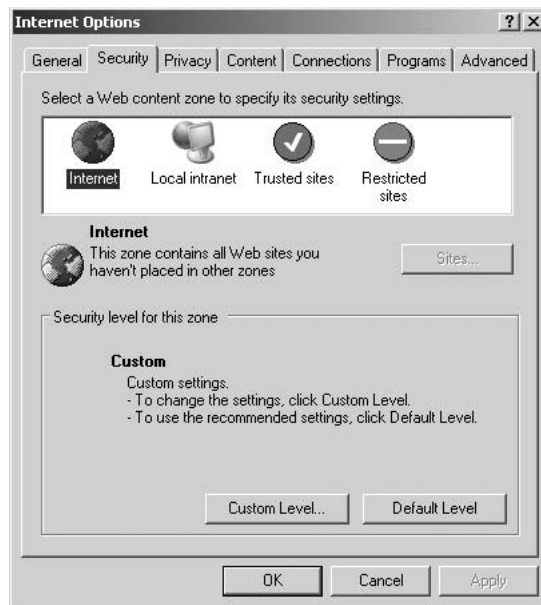 Internet Options
General Security Privacy Content Connections Programs Advanced
Select a Web content zone to specify its security settings.
Internet Local intranet Trusted sites Restricted
sites
Internet
This zone contains all Web sites you
haven't placed in other zones
Sites...
Security level for this zone
Custom
Custom settings.
- To change the settings, click Custom Level.
- To use the recommended settings, click Default Level.
Custom Level... Default Level
OK Cancel Apply